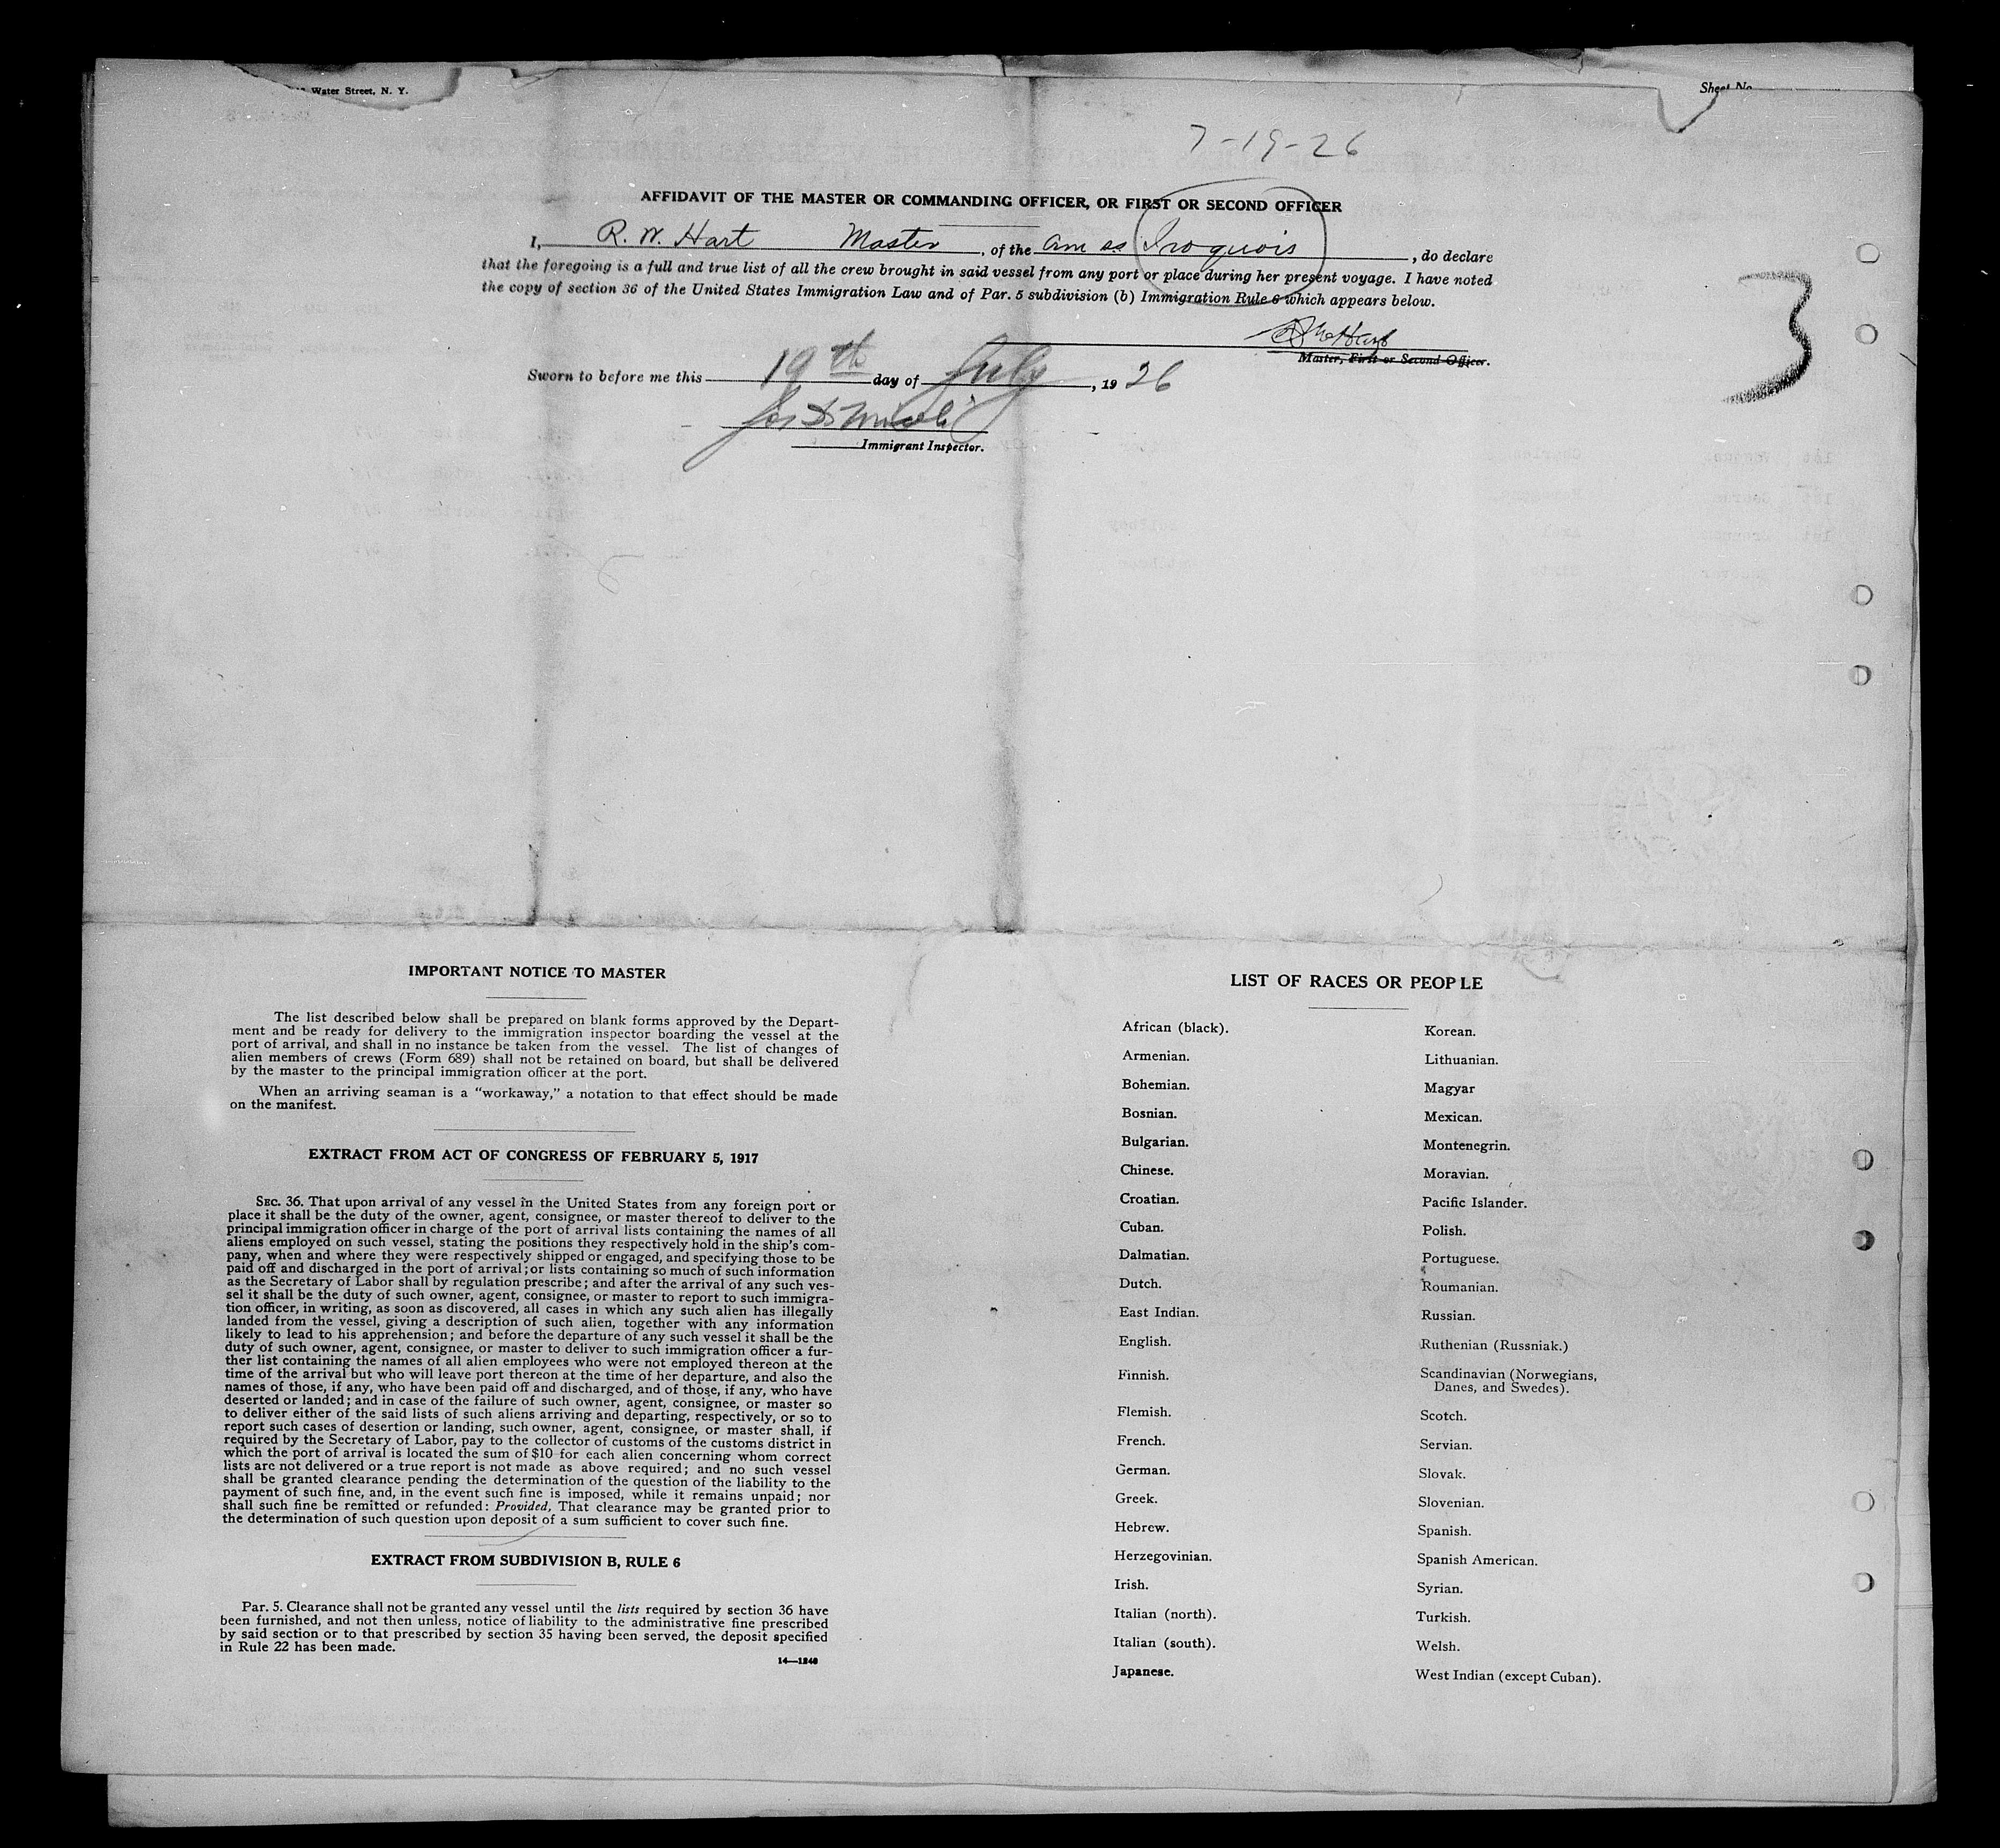 Water Street, N. Y.
Sheet No.
7-19-26
AFFIDAVIT OF THE MASTER OR COMMANDING OFFICER, OR FIRST OR SECOND OFFICER
I, R. W. Hart Master, of the Am ss Iroquois, do declare
that the foregoing is a full and true list of all the crew brought in said vessel from any port or place during her present voyage. I have noted
the copy of section 36 of the United States Immigration Law and of Par. 5 subdivision (b) Immigration Rule 6 which appears below.
3
R W Hart
Master, First or Second Officer.
Sworn to before me this 19th day of July, 1926
Immigrant Inspector.
IMPORTANT NOTICE TO MASTER
The list described below shall be prepared on blank forms approved by the Depart-
ment and be ready for delivery to the immigration inspector boarding the vessel at the
port of arrival, and shall in no instance be taken from the vessel. The list of changes of
alien members of crews (Form 689) shall not be retained on board, but shall be delivered
by the master to the principal immigration officer at the port.
When an arriving seaman is a "workaway," a notation to that effect should be made
on the manifest.
EXTRACT FROM ACT OF CONGRESS OF FEBRUARY 5, 1917
SEC. 36. That upon arrival of any vessel in the United States from any foreign port or
place it shall be the duty of the owner, agent, consignee, or master thereof to deliver to the
principal immigration officer in charge of the port of arrival lists containing the names of all
aliens employed on such vessel, stating the positions they respectively hold in the ship's com-
pany, when and where they were respectively shipped or engaged, and specifying those to be
paid off and discharged in the port of arrival; or lists containing so much of such information
as the Secretary of Labor shall by regulation prescribe; and after the arrival of any such ves-
sel it shall be the duty of such owner, agent, consignee, or master to report to such immigra-
tion officer, in writing, as soon as discovered, all cases in which any such alien has illegally
landed from the vessel, giving a description of such alien, together with any information
likely to lead to his apprehension; and before the departure of any such vessel it shall be the
duty of such owner, agent, consignee, or master to deliver to such immigration officer a fur-
ther list containing the names of all alien employees who were not employed thereon at the
time of the arrival but who will leave port thereon at the time of her departure, and also the
names of those, if any, who have been paid off and discharged, and of those, if any, who have
deserted or landed; and in case of the failure of such owner, agent, consignee, or master so
to deliver either of the said lists of such aliens arriving and departing, respectively, or so to
report such cases of desertion or landing, such owner, agent, consignee, or master shall, if
required by the Secretary of Labor, pay to the collector of customs of the customs district in
which the port of arrival is located the sum of $10 for each alien concerning whom correct
lists are not delivered or a true report is not made as above required; and no such vessel
shall be granted clearance pending the determination of the question of the liability to the
payment of such fine, and, in the event such fine is imposed, while it remains unpaid; nor
shall such fine be remitted or refunded: Provided, That clearance may be granted prior to
the determination of such question upon deposit of a sum sufficient to cover such fine.
EXTRACT FROM SUBDIVISION B, RULE 6
Par. 5. Clearance shall not be granted any vessel until the lists required by section 36 have
been furnished, and not then unless, notice of liability to the administrative fine prescribed
by said section or to that prescribed by section 35 having been served, the deposit specified
in Rule 22 has been made.
14—1240
LIST OF RACES OR PEOPLE
African (black).
Armenian.
Bohemian.
Bosnian.
Bulgarian.
Chinese.
Croatian.
Cuban.
Dalmatian.
Dutch.
East Indian.
English.
Finnish.
Flemish.
French.
German.
Greek.
Hebrew.
Herzegovinian.
Irish.
Italian (north).
Italian (south).
Japanese.
Korean.
Lithuanian.
Magyar
Mexican.
Montenegrin.
Moravian.
Pacific Islander.
Polish.
Portuguese.
Roumanian.
Russian.
Ruthenian (Russniak.)
Scandinavian (Norwegians,
Danes, and Swedes).
Scotch.
Servian.
Slovak.
Slovenian.
Spanish.
Spanish American.
Syrian.
Turkish.
Welsh.
West Indian (except Cuban).